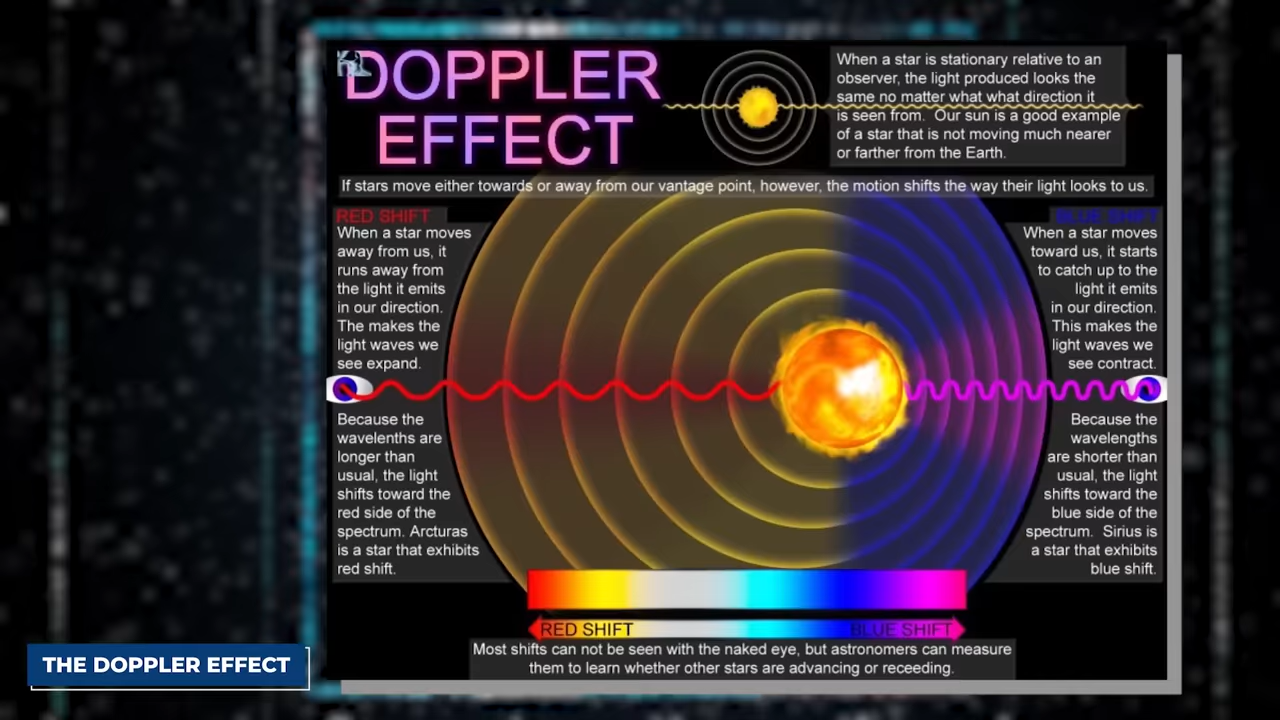 DOPPLER
EFFECT
When a star is stationary relative to an
observer, the light produced looks the
same no matter what what direction it
is seen from.  Our sun is a good example
of a star that is not moving much nearer
or farther from the Earth.
If stars move either towards or away from our vantage point, however, the motion shifts the way their light looks to us.
RED SHIFT
When a star moves
away from us, it
runs away from
the light it emits
in our direction.
The makes the
light waves we
see expand.
Because the
wavelenths are
longer than
usual, the light
shifts toward the
red side of the
spectrum. Arcturas
is a star that exhibits
red shift.
BLUE SHIFT
When a star moves
toward us, it starts
to catch up to the
light it emits
in our direction.
This makes the
light waves we
see contract.
Because the
wavelengths
are shorter than
usual, the light
shifts toward the
blue side of the
spectrum.  Sirius is
a star that exhibits
blue shift.
RED SHIFT
BLUE SHIFT
Most shifts can not be seen with the naked eye, but astronomers can measure
them to learn whether other stars are advancing or receeding.
THE DOPPLER EFFECT